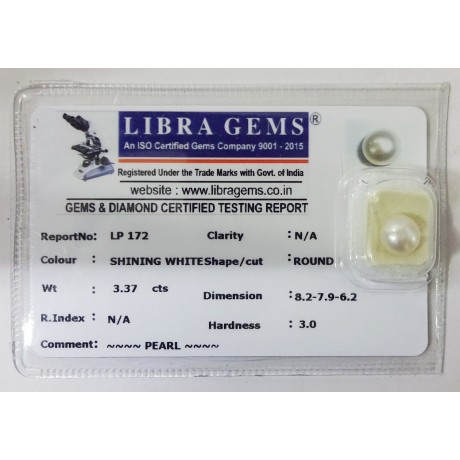 LIBRA GEMS®
An ISO Certified Gems Company 9001 - 2015
Registered Under the Trade Marks with Govt. of India
website : www.libragems.co.in
GEMS & DIAMOND CERTIFIED TESTING REPORT
ReportNo: LP 172 Clarity : N/A
Colour : SHINING WHITE Shape/cut : ROUND
Wt : 3.37 cts Dimension : 8.2-7.9-6.2
R.Index : N/A Hardness : 3.0
Comment: ~~~~ PEARL ~~~~